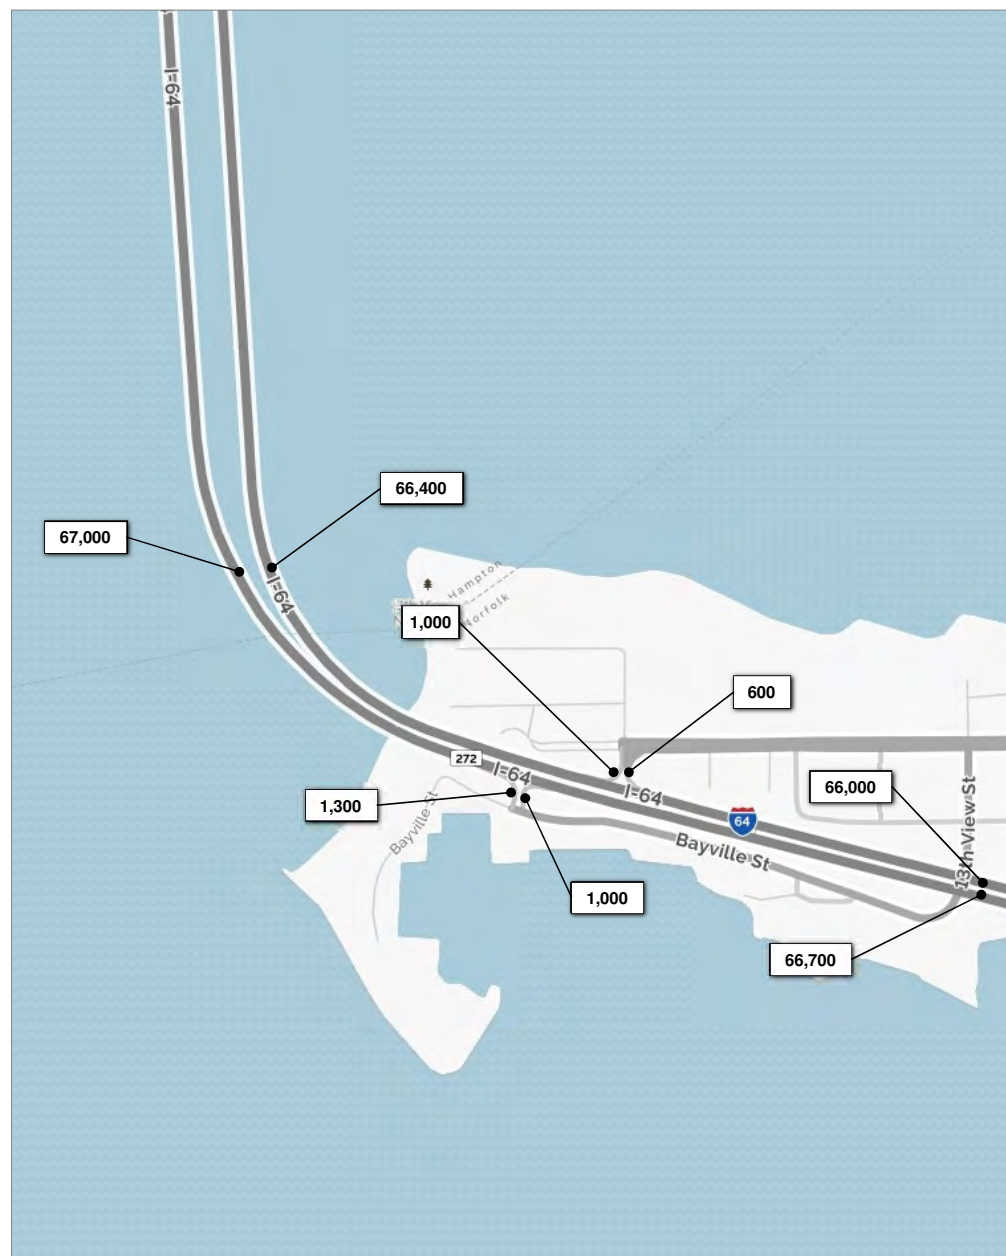 I-64
66,400
67,000
I-64
Hampton
Norfolk
1,000
600
272
I-64
I-64
66,000
64
1,300
Bayville St
Bayville St
13th View St
1,000
66,700